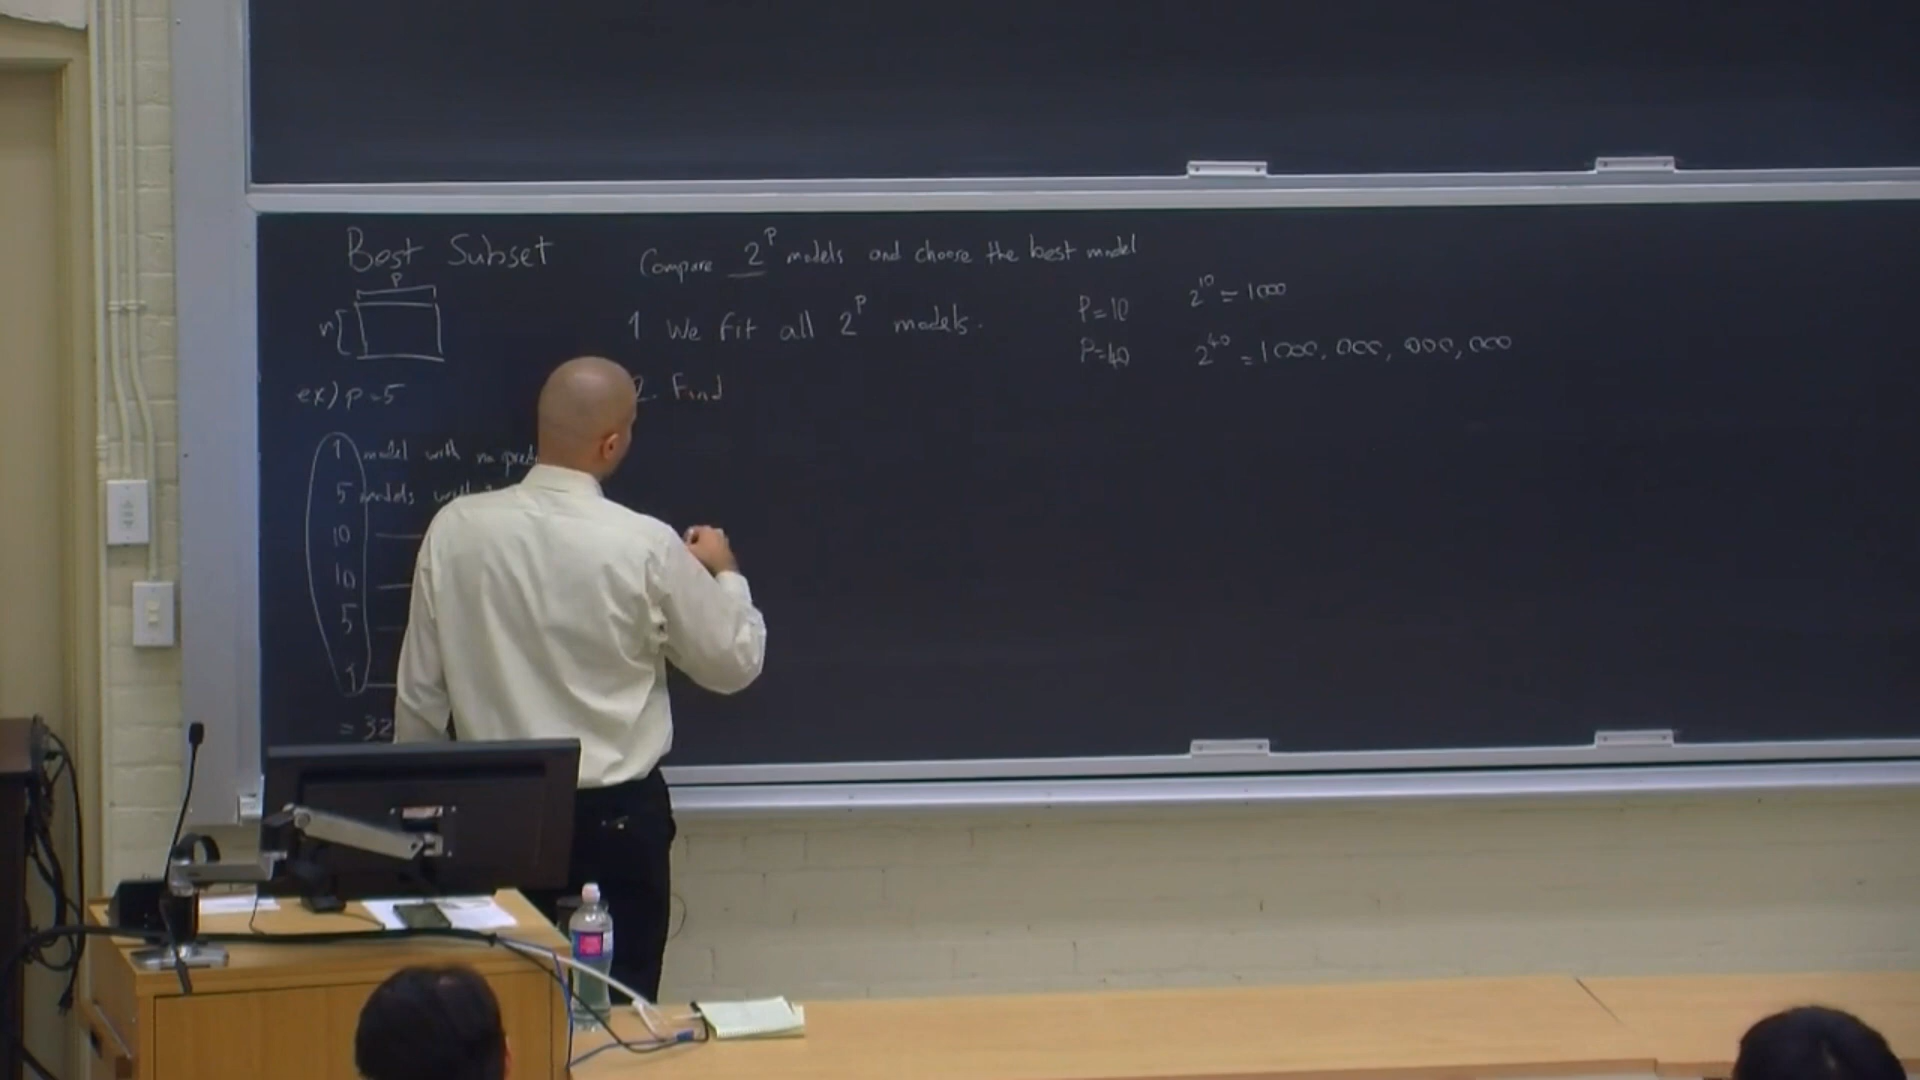 Best Subset
P
n
ex) p=5
1 model with no
5 models with
10
10
5
1
= 32
Compare 2^P models and choose the best model
1 We fit all 2^P models.
2. Find
P=10 2^10 = 1000
P=40 2^40 = 1000,000,000,000